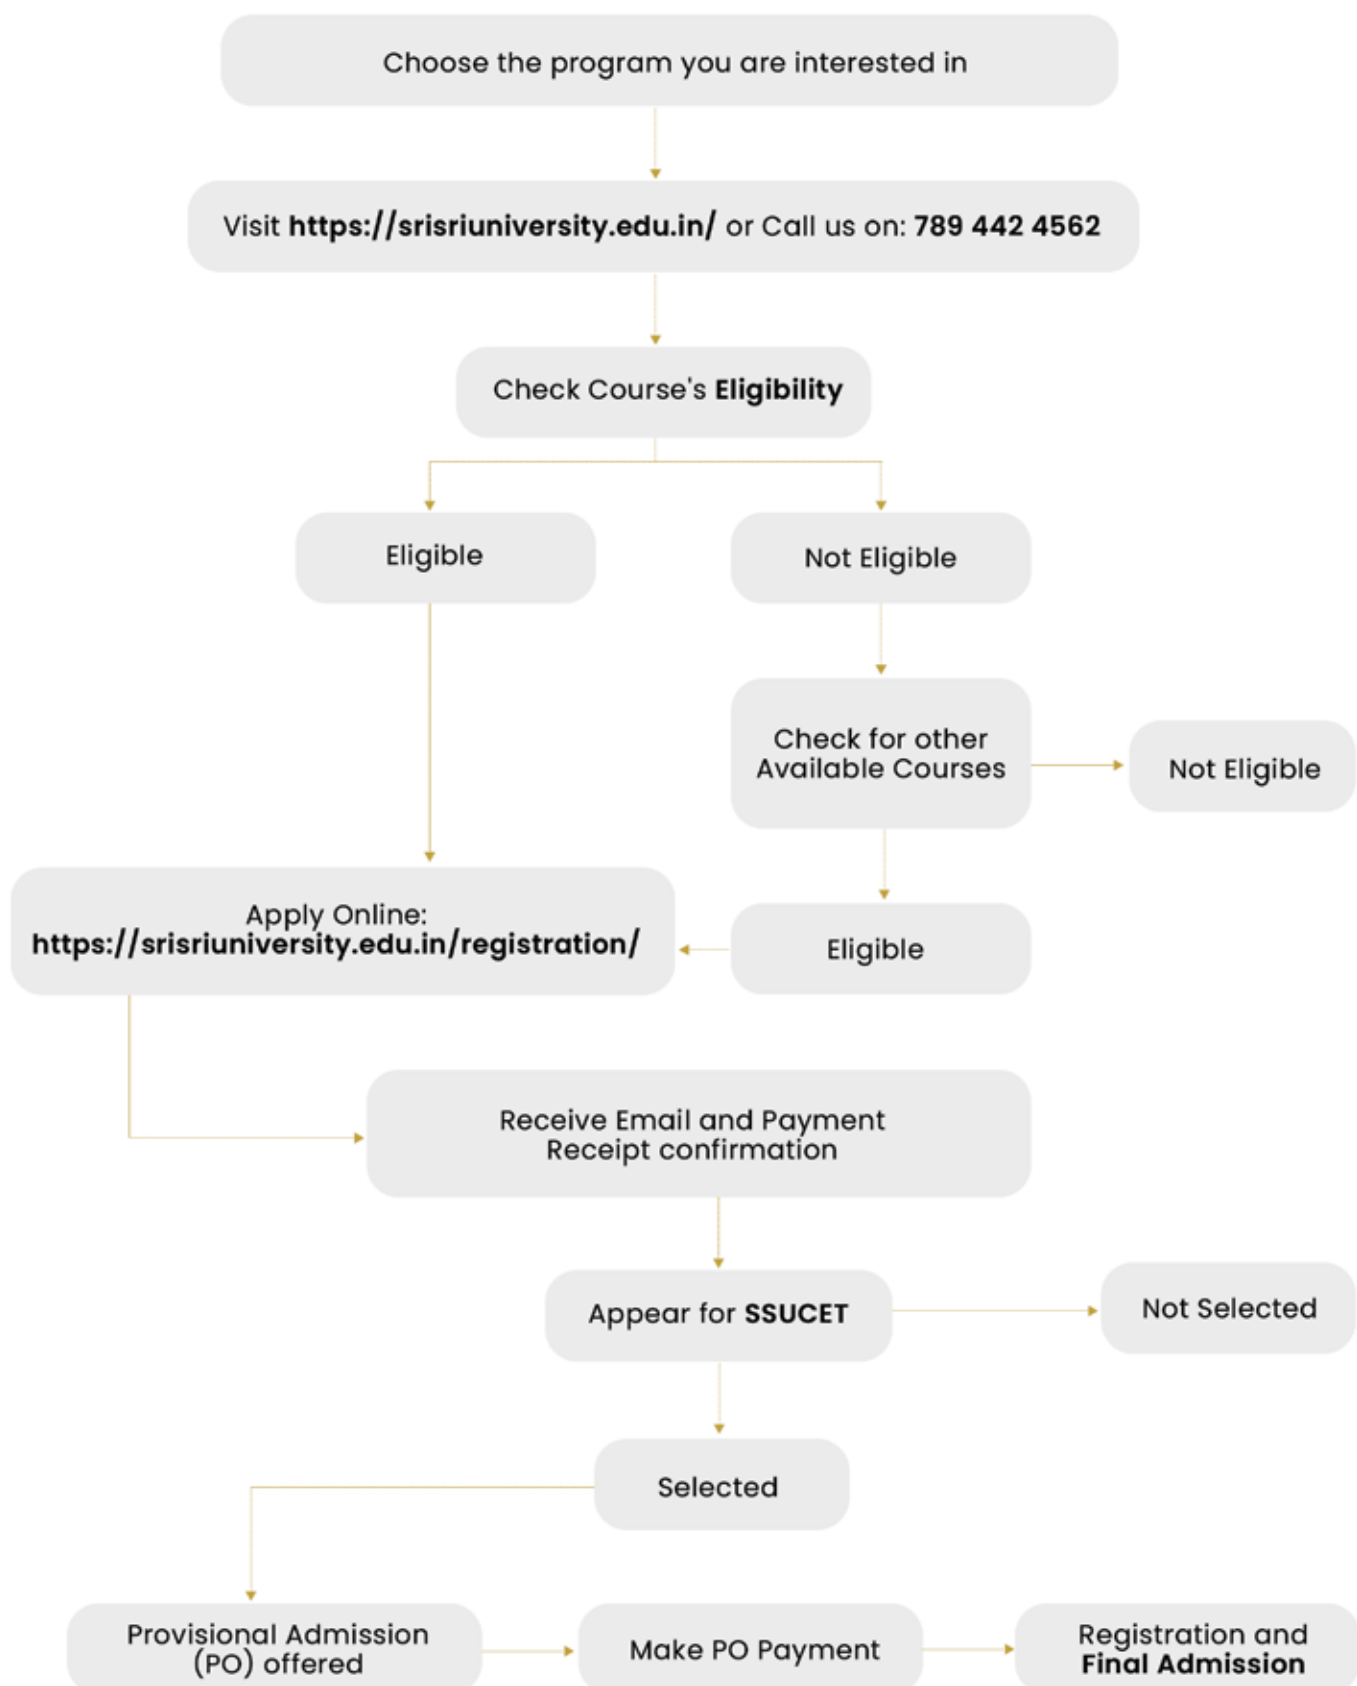 Choose the program you are interested in
Visit https://srisriuniversity.edu.in/ or Call us on: 789 442 4562
Check Course's Eligibility
Eligible
Not Eligible
Check for other
Available Courses
Not Eligible
Apply Online:
https://srisriuniversity.edu.in/registration/
Eligible
Receive Email and Payment
Receipt confirmation
Appear for SSUCET
Not Selected
Selected
Provisional Admission
(PO) offered
Make PO Payment
Registration and
Final Admission